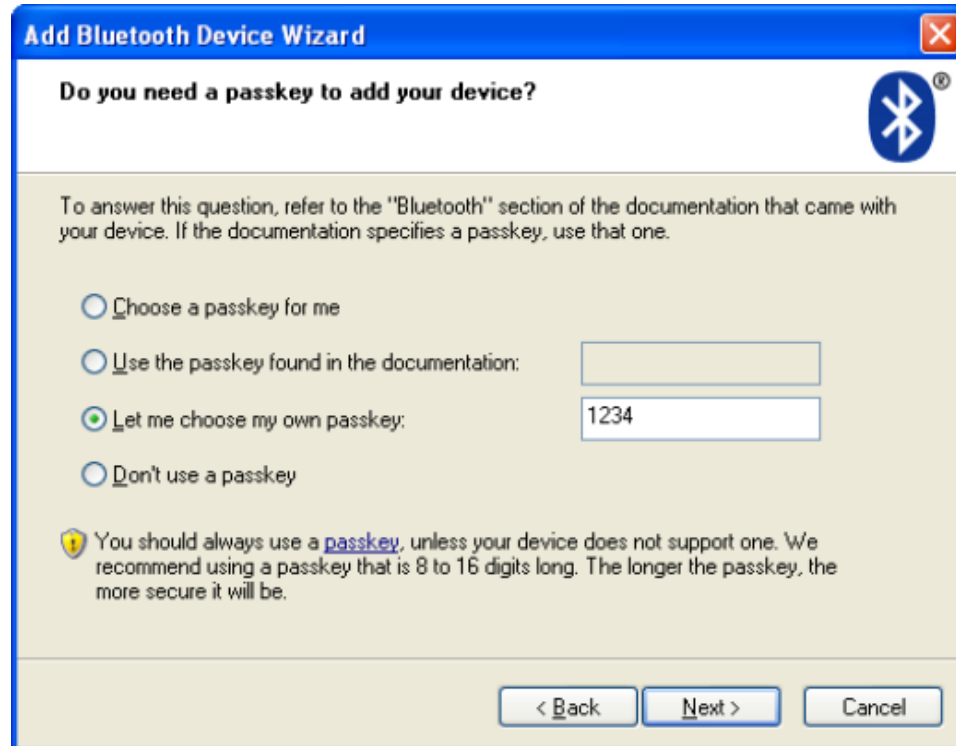 Add Bluetooth Device Wizard
Do you need a passkey to add your device?
®
To answer this question, refer to the "Bluetooth" section of the documentation that came with
your device. If the documentation specifies a passkey, use that one.
Choose a passkey for me
Use the passkey found in the documentation:
Let me choose my own passkey: 1234
Don't use a passkey
You should always use a passkey, unless your device does not support one. We
recommend using a passkey that is 8 to 16 digits long. The longer the passkey, the
more secure it will be.
< Back Next > Cancel